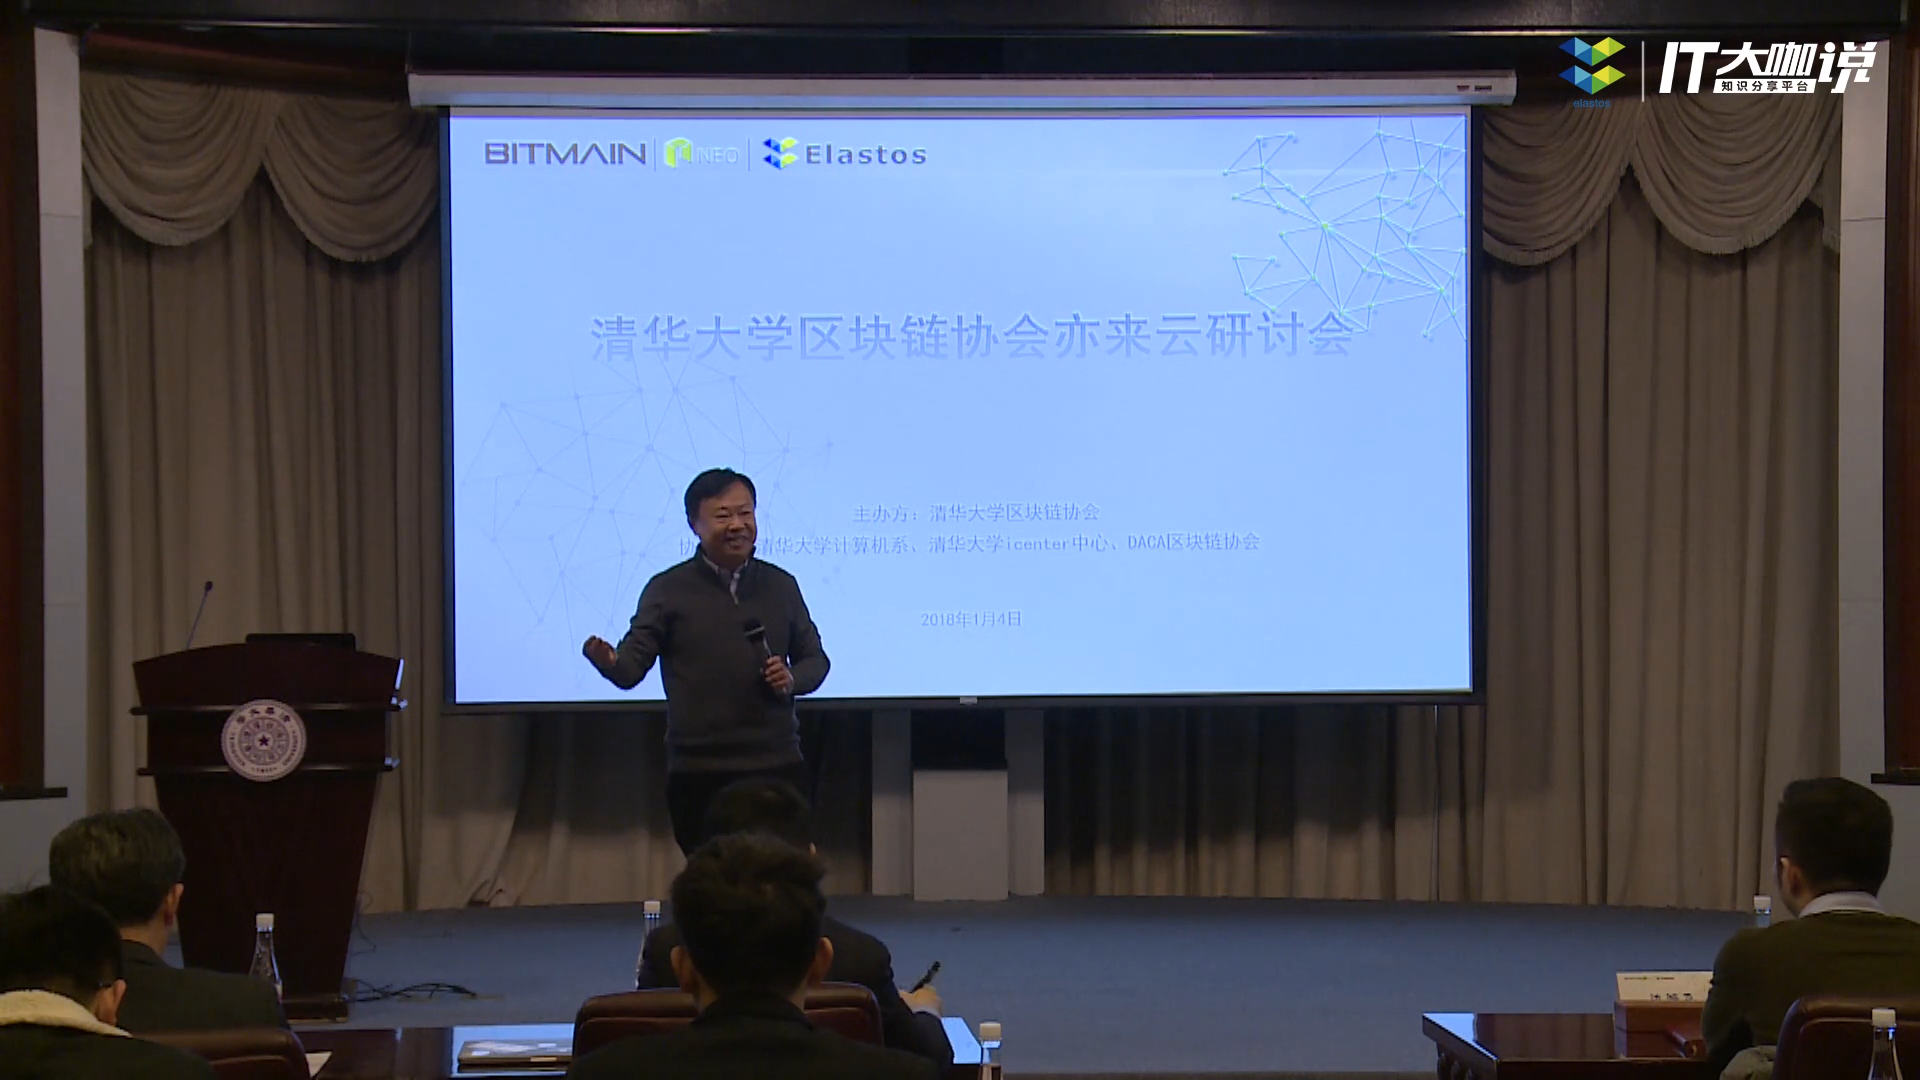 elastos
IT大咖说
知识分享平台
BITMAIN NEO Elastos
清华大学区块链协会亦来云研讨会
主办方：清华大学区块链协会
协 清华大学计算机系、清华大学icenter中心、DACA区块链协会
2018年1月4日